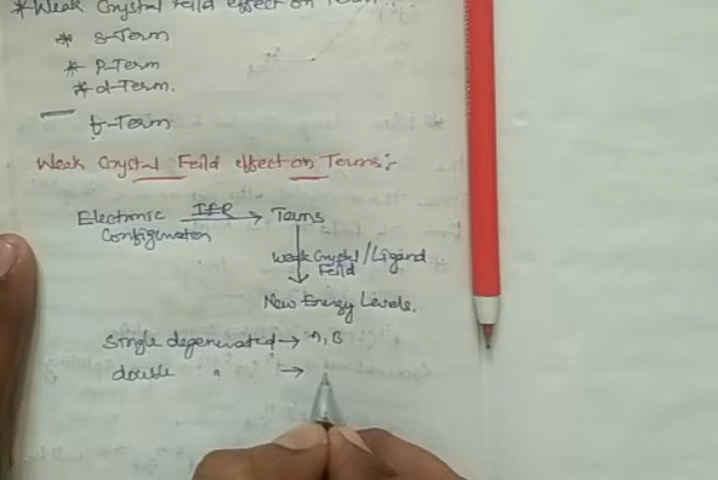 * Weak Crystal Feild effect on Term
* s-Term
* p-Term
* d-Term.
f-Term
Weak Crystal Feild effect on Terms:-
Electronic Configuration IER → Terms
Weak Crystal/Ligand
Feild
New Energy Levels.
Single degenerated → A, B
double " →